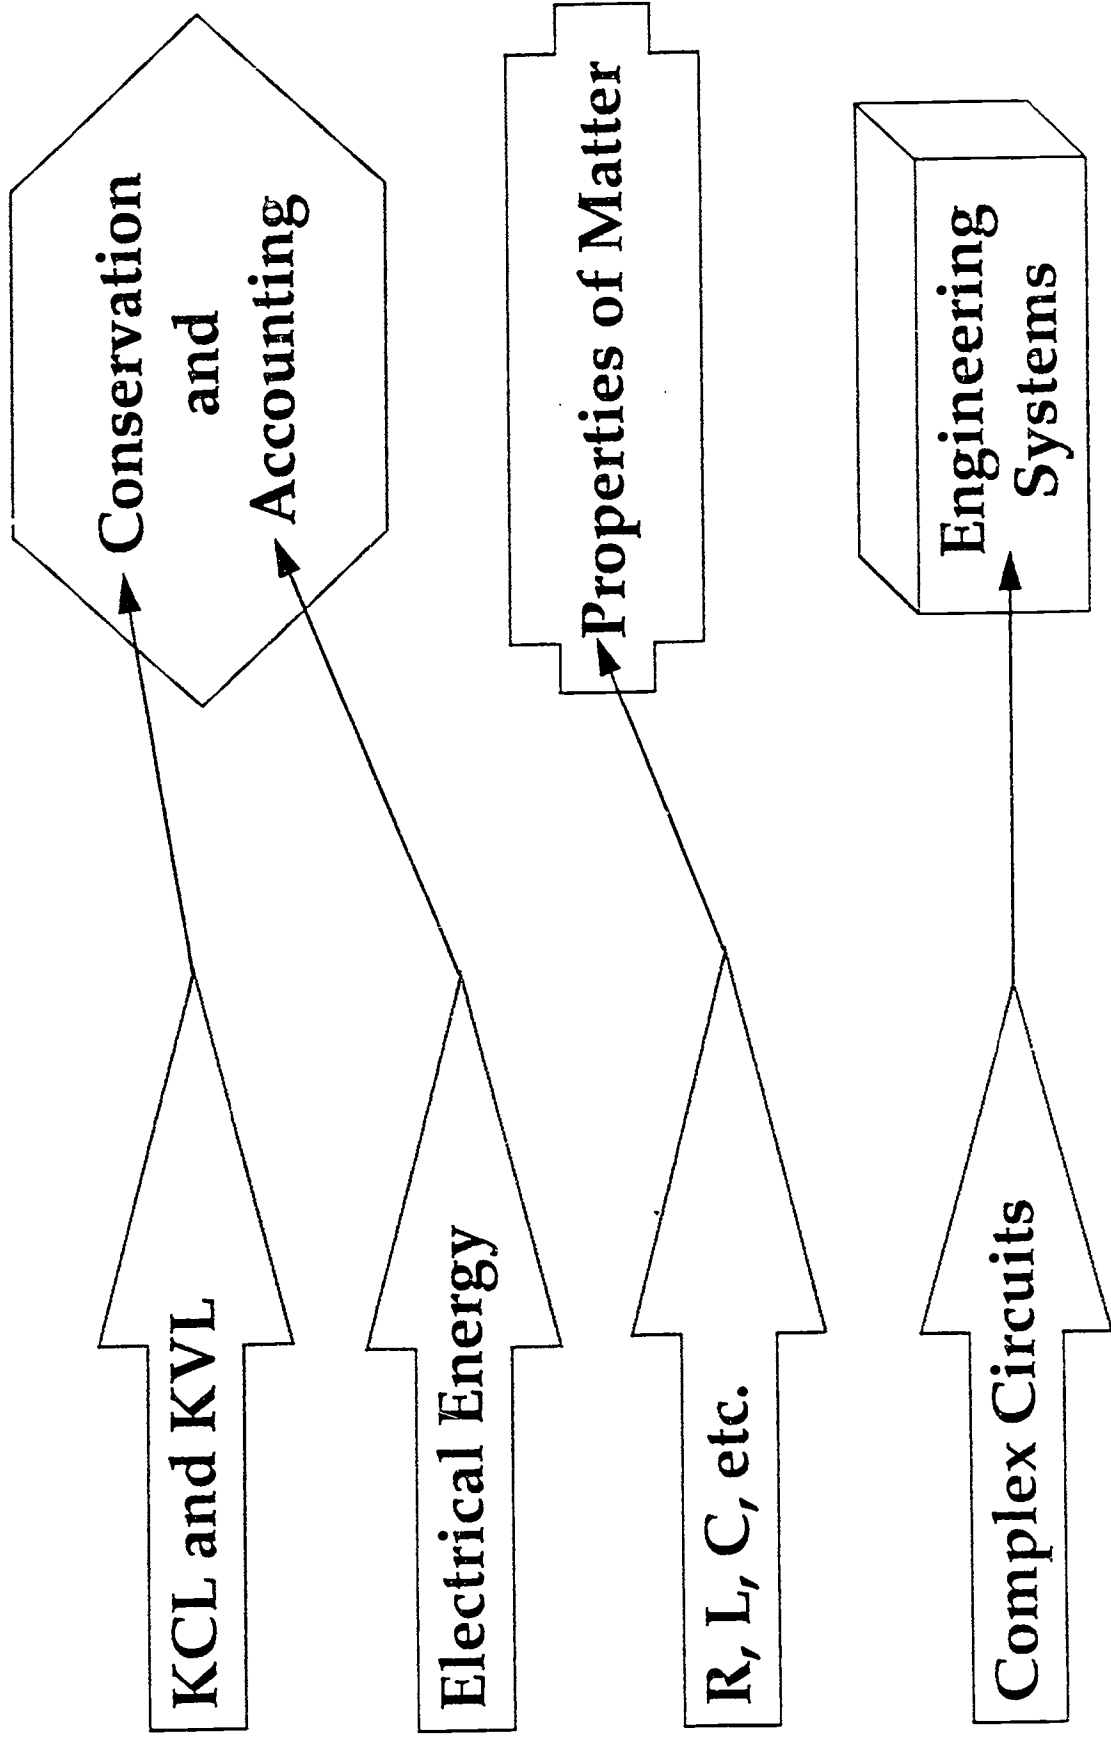 KCL and KVL
Electrical Energy
R, L, C, etc.
Complex Circuits
Conservation
and
Accounting
Properties of Matter
Engineering
Systems